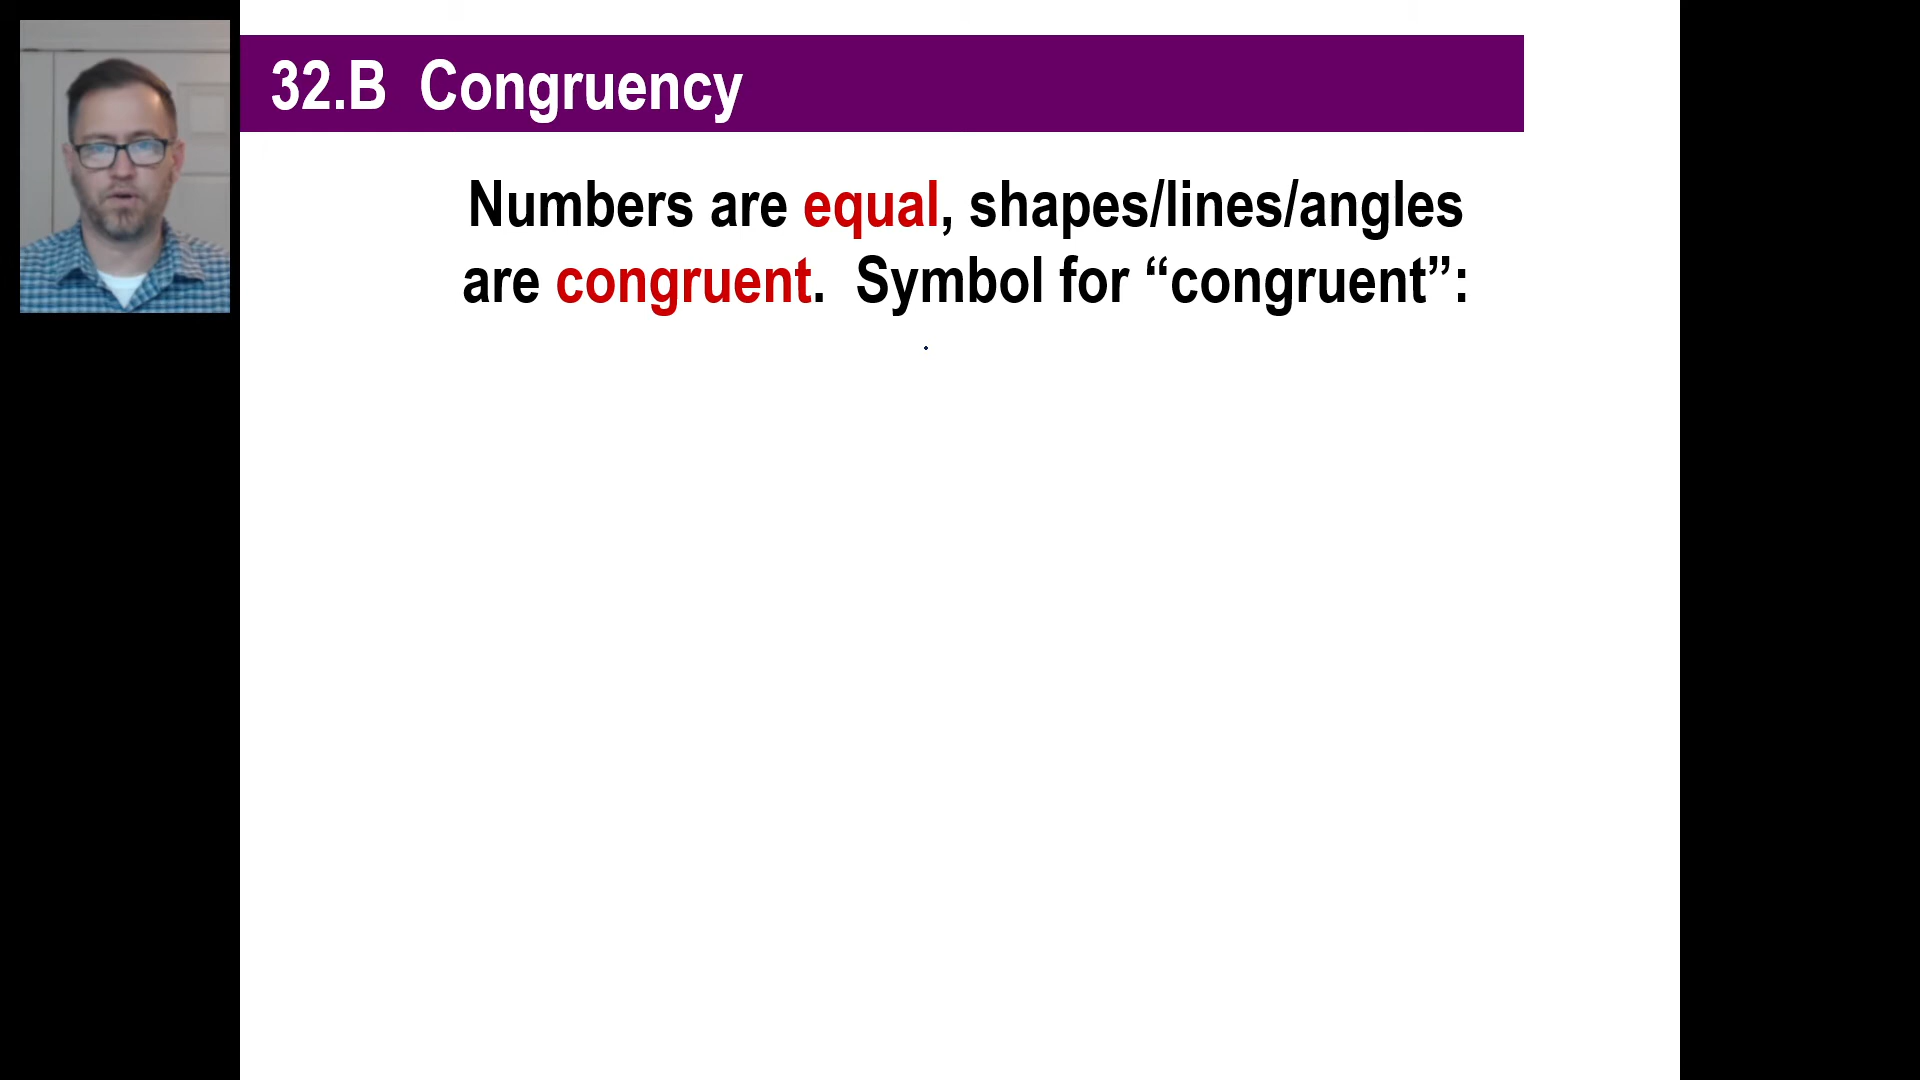 32.B  Congruency
Numbers are equal, shapes/lines/angles
are congruent.  Symbol for “congruent”: